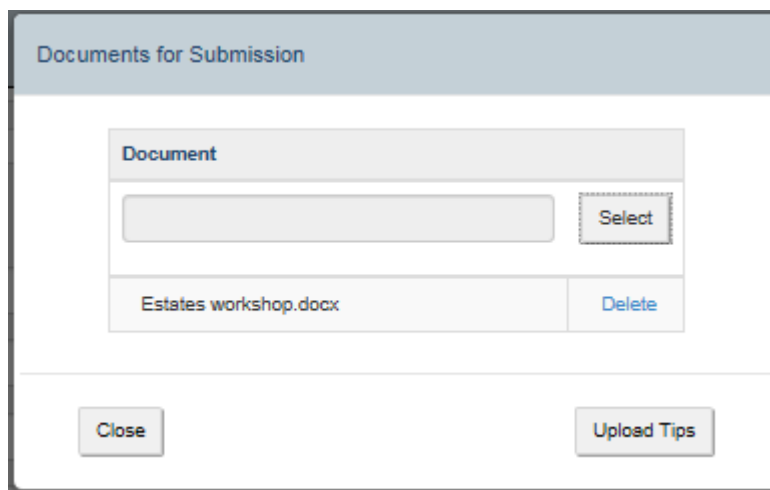 Documents for Submission
Document
Select
Estates workshop.docx
Delete
Close
Upload Tips